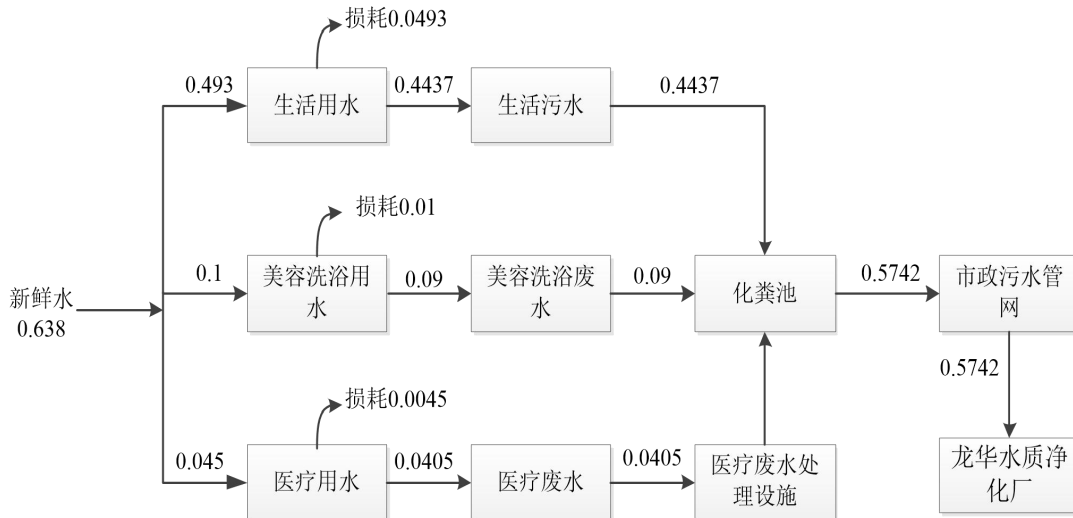 损耗0.0493
0.493
生活用水
0.4437
生活污水
0.4437
损耗0.01
新鲜水
0.638
0.1
美容洗浴用
水
0.09
美容洗浴废
水
0.09
化粪池
0.5742
市政污水管
网
0.5742
龙华水质净
化厂
损耗0.0045
0.045
医疗用水
0.0405
医疗废水
0.0405
医疗废水处
理设施